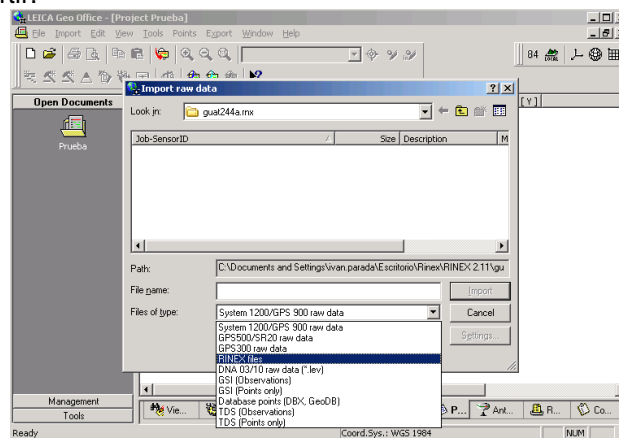 LEICA Geo Office - [Project Prueba]
File Import Edit View Tools Points Export Window Help
84 LOCAL
Open Documents
Prueba
Import raw data
[Y]
Look in: guat244a.rnx
Job-SensorID / Size Description M
Path: C:\Documents and Settings\ivan.parada\Escritorio\Rinex\RINEX 2.11\gu
File name: Import
Files of type: System 1200/GPS 900 raw data Cancel
System 1200/GPS 900 raw data
GPS500/SR20 raw data Settings...
GPS300 raw data
RINEX files
DNA 03/10 raw data (*.lev)
GSI (Observations)
GSI (Points only)
Database points (DBX, GeoDB)
TDS (Observations)
TDS (Points only)
Management
Tools
Vie... P... Ant... R... Co...
Ready Coord.Sys.: WGS 1984 NUM